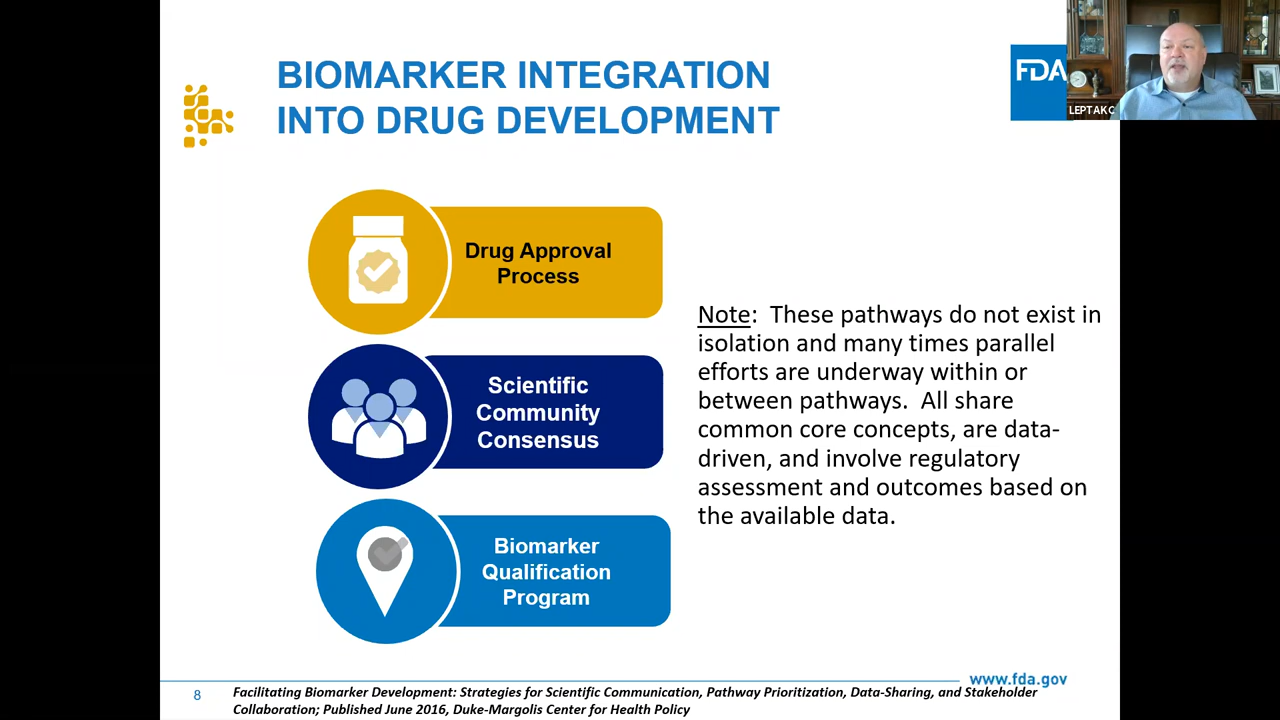 BIOMARKER INTEGRATION
INTO DRUG DEVELOPMENT
FDA
LEPTAK C
Drug Approval
Process
Scientific
Community
Consensus
Biomarker
Qualification
Program
Note:  These pathways do not exist in
isolation and many times parallel
efforts are underway within or
between pathways.  All share
common core concepts, are data-
driven, and involve regulatory
assessment and outcomes based on
the available data.
www.fda.gov
8
Facilitating Biomarker Development: Strategies for Scientific Communication, Pathway Prioritization, Data-Sharing, and Stakeholder
Collaboration; Published June 2016, Duke-Margolis Center for Health Policy